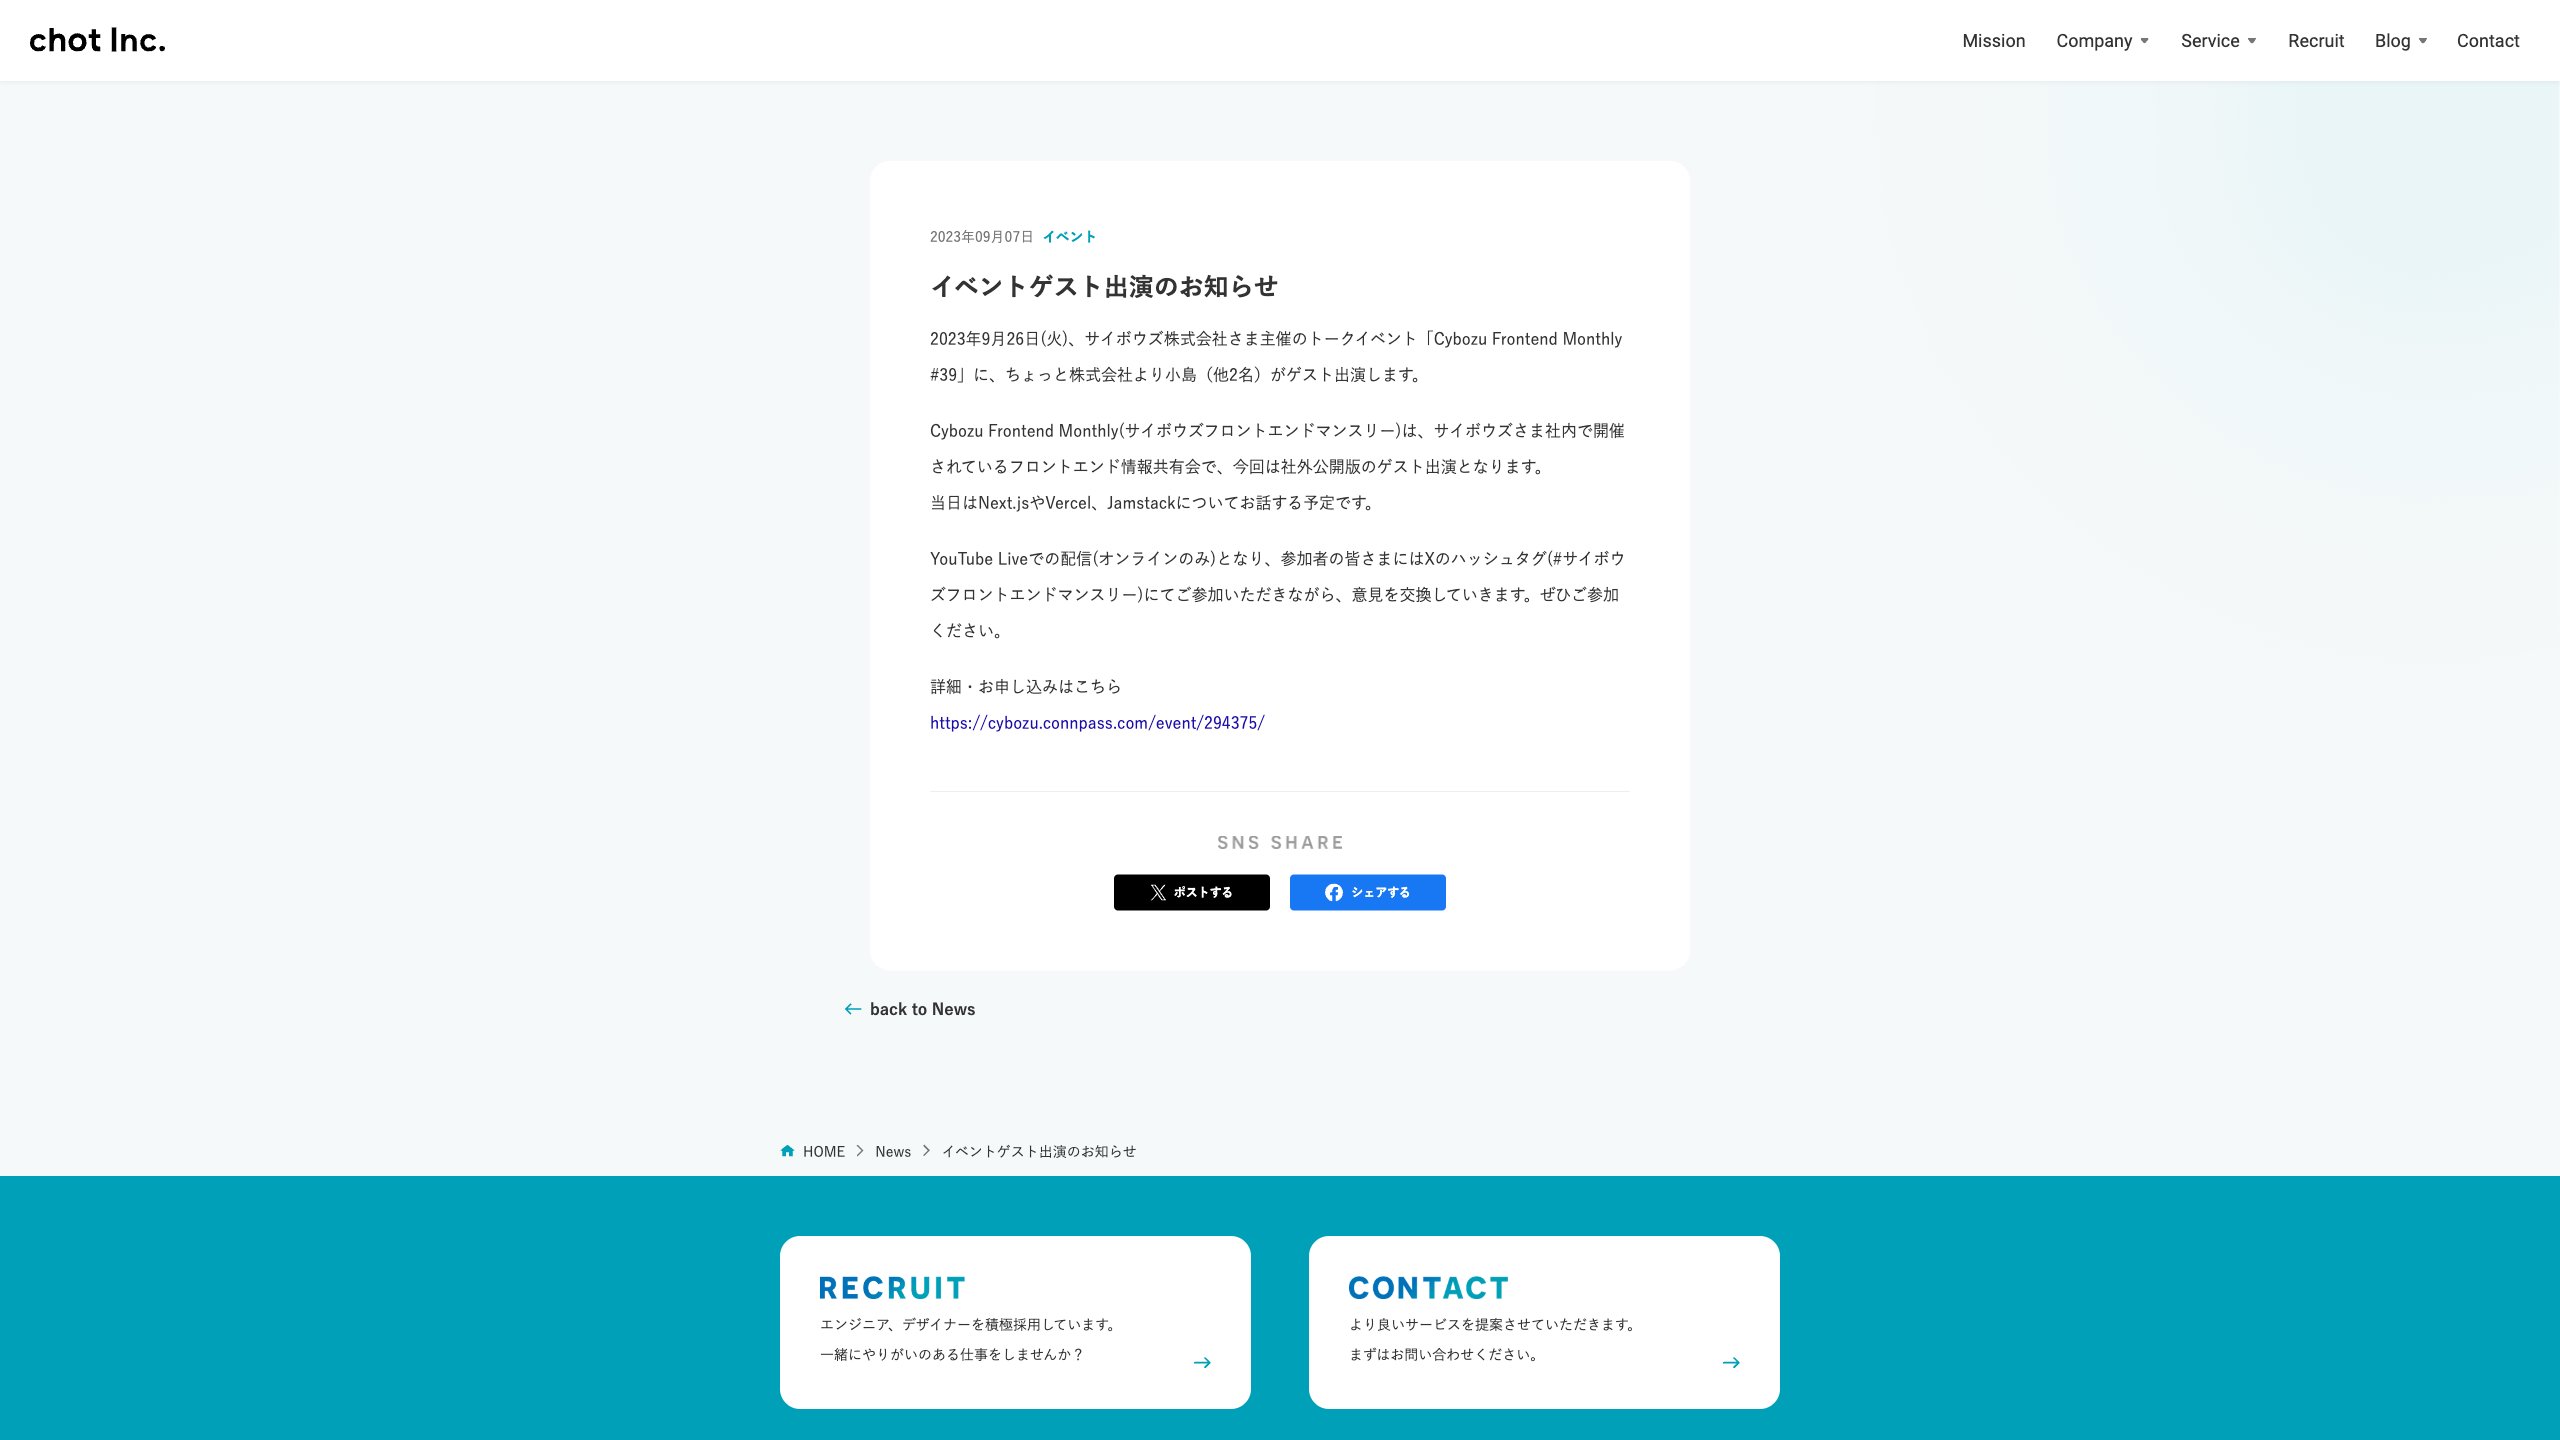 chot Inc.
Mission Company Service Recruit Blog Contact
2023年09月07日 イベント
イベントゲスト出演のお知らせ
2023年9月26日(火)、サイボウズ株式会社さま主催のトークイベント「Cybozu Frontend Monthly
#39」に、ちょっと株式会社より小島（他2名）がゲスト出演します。
Cybozu Frontend Monthly(サイボウズフロントエンドマンスリー)は、サイボウズさま社内で開催
されているフロントエンド情報共有会で、今回は社外公開版のゲスト出演となります。
当日はNext.jsやVercel、Jamstackについてお話する予定です。
YouTube Liveでの配信(オンラインのみ)となり、参加者の皆さまにはXのハッシュタグ(#サイボウ
ズフロントエンドマンスリー)にてご参加いただきながら、意見を交換していきます。ぜひご参加
ください。
詳細・お申し込みはこちら
https://cybozu.connpass.com/event/294375/
SNS SHARE
ポストする シェアする
back to News
HOME News イベントゲスト出演のお知らせ
RECRUIT
エンジニア、デザイナーを積極採用しています。
一緒にやりがいのある仕事をしませんか？
CONTACT
より良いサービスを提案させていただきます。
まずはお問い合わせください。